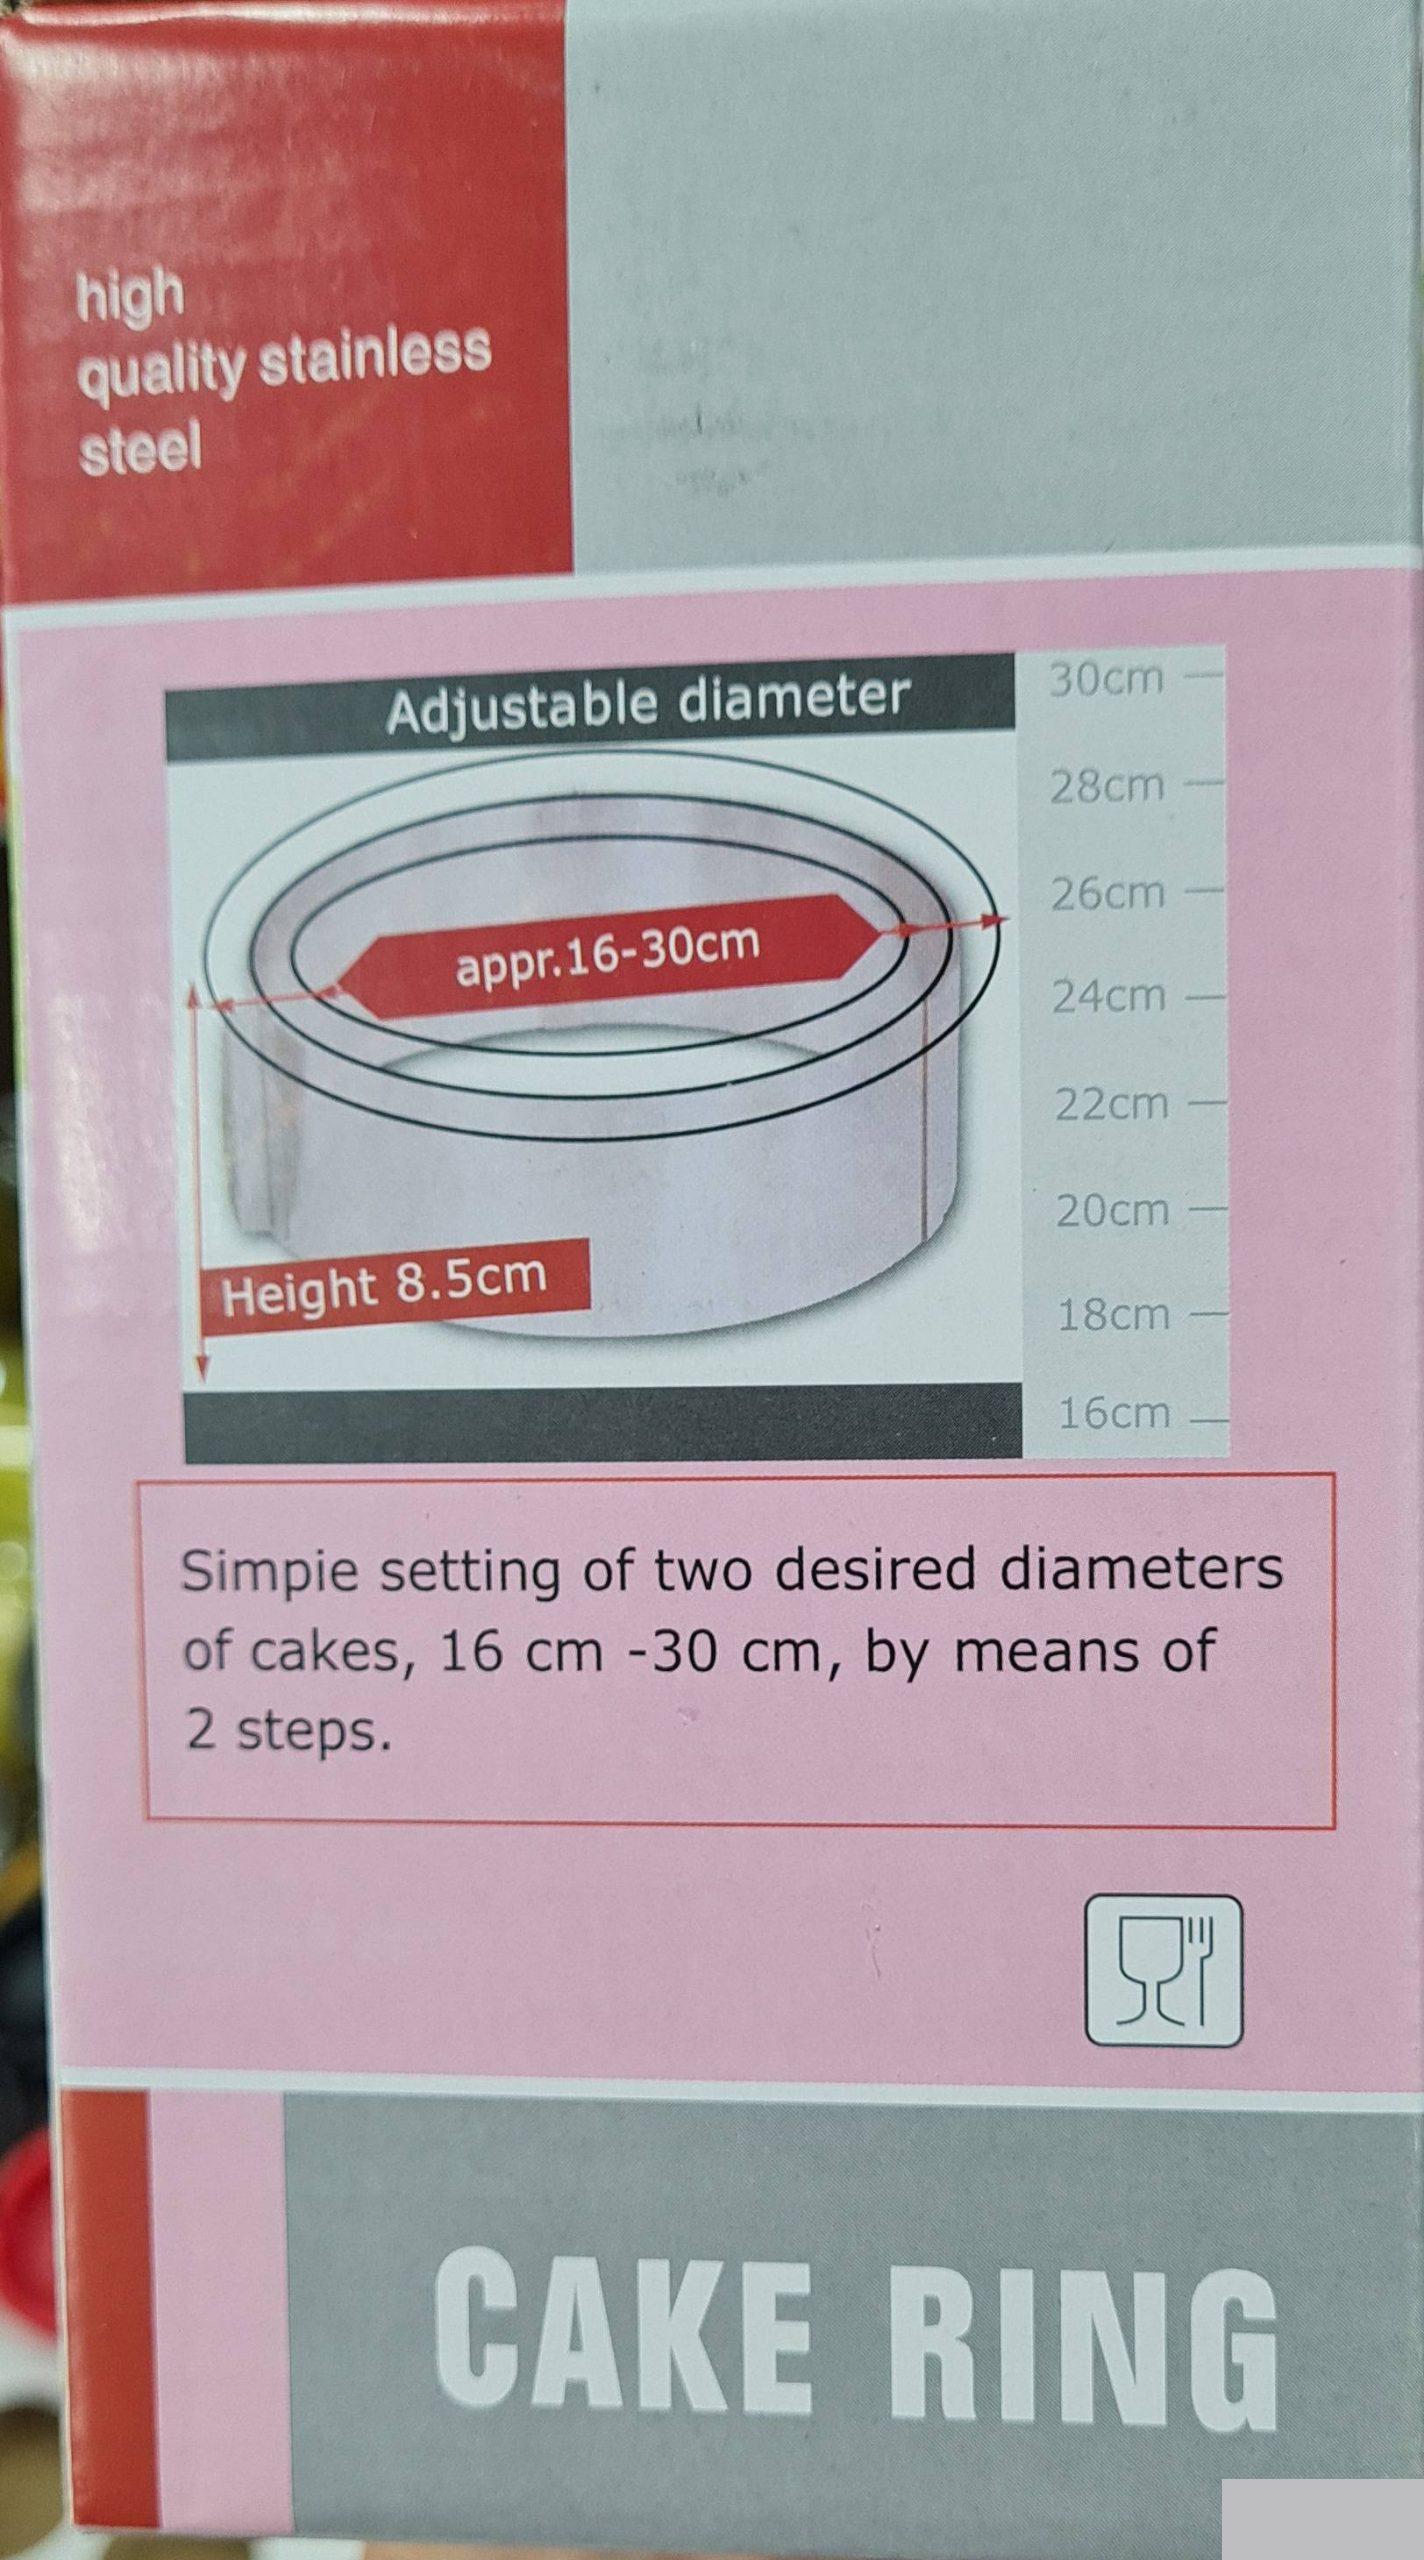 high
quality stainless
steel
Adjustable diameter
30cm
28cm
26cm
24cm
22cm
20cm
18cm
16cm
appr.16-30cm
Height 8.5cm
Simpie setting of two desired diameters
of cakes, 16 cm -30 cm, by means of
2 steps.
CAKE RING